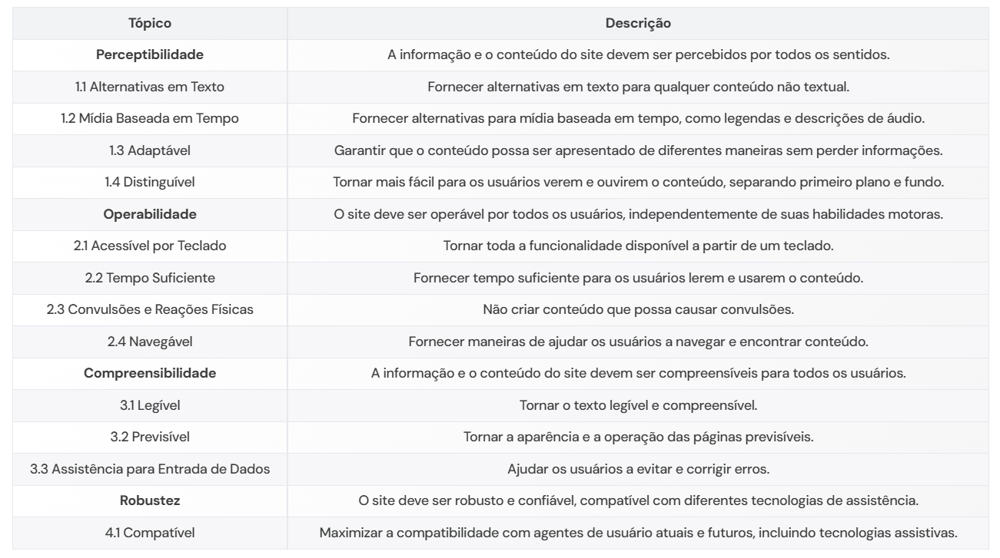 Tópico Descrição
Perceptibilidade A informação e o conteúdo do site devem ser percebidos por todos os sentidos.
1.1 Alternativas em Texto Fornecer alternativas em texto para qualquer conteúdo não textual.
1.2 Mídia Baseada em Tempo Fornecer alternativas para mídia baseada em tempo, como legendas e descrições de áudio.
1.3 Adaptável Garantir que o conteúdo possa ser apresentado de diferentes maneiras sem perder informações.
1.4 Distinguível Tornar mais fácil para os usuários verem e ouvirem o conteúdo, separando primeiro plano e fundo.
Operabilidade O site deve ser operável por todos os usuários, independentemente de suas habilidades motoras.
2.1 Acessível por Teclado Tornar toda a funcionalidade disponível a partir de um teclado.
2.2 Tempo Suficiente Fornecer tempo suficiente para os usuários lerem e usarem o conteúdo.
2.3 Convulsões e Reações Físicas Não criar conteúdo que possa causar convulsões.
2.4 Navegável Fornecer maneiras de ajudar os usuários a navegar e encontrar conteúdo.
Compreensibilidade A informação e o conteúdo do site devem ser compreensíveis para todos os usuários.
3.1 Legível Tornar o texto legível e compreensível.
3.2 Previsível Tornar a aparência e a operação das páginas previsíveis.
3.3 Assistência para Entrada de Dados Ajudar os usuários a evitar e corrigir erros.
Robustez O site deve ser robusto e confiável, compatível com diferentes tecnologias de assistência.
4.1 Compatível Maximizar a compatibilidade com agentes de usuário atuais e futuros, incluindo tecnologias assistivas.